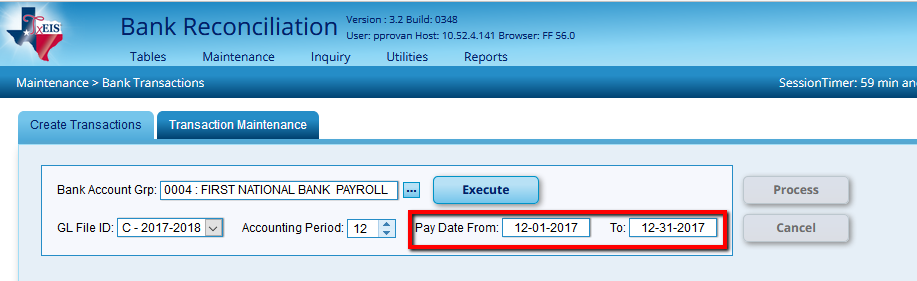 TxEIS
Bank Reconciliation
Version : 3.2 Build: 0348
User: pprovan Host: 10.52.4.141 Browser: FF 56.0
Tables Maintenance Inquiry Utilities Reports
Maintenance > Bank Transactions SessionTimer: 59 min and
Create Transactions Transaction Maintenance
Bank Account Grp: 0004 : FIRST NATIONAL BANK PAYROLL ... Execute Process
GL File ID: C - 2017-2018 Accounting Period: 12 Pay Date From: 12-01-2017 To: 12-31-2017 Cancel